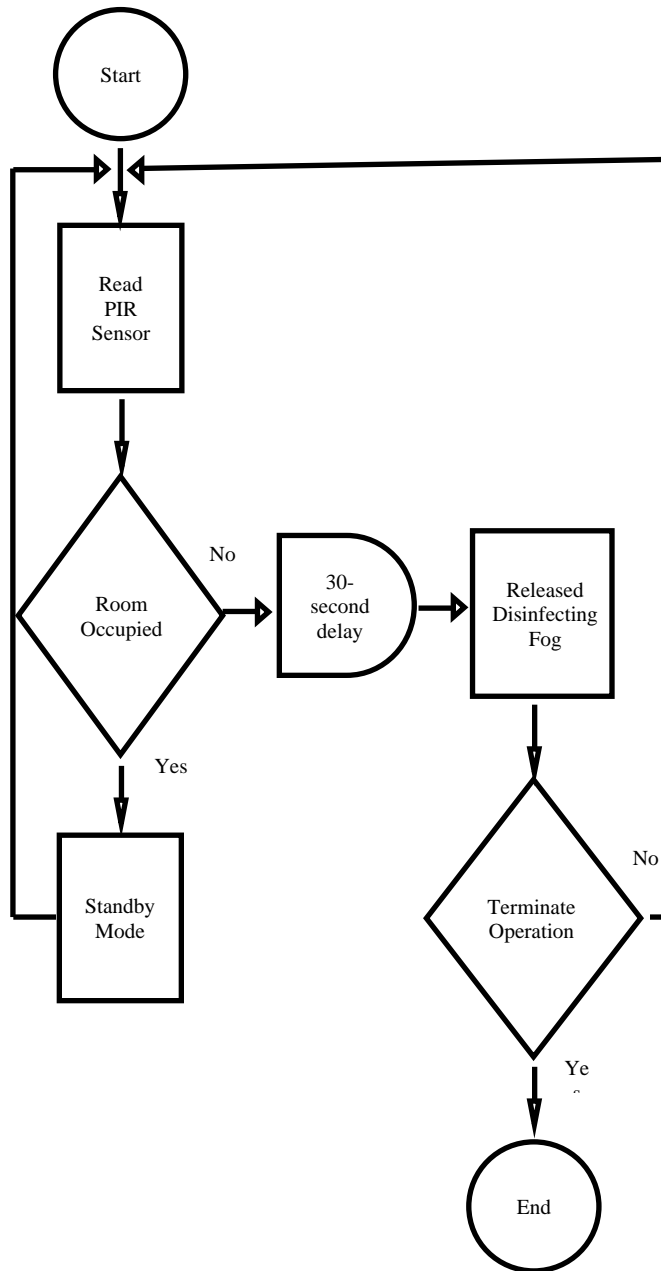 Start
Read
PIR
Sensor
No
Room
Occupied
30-
second
delay
Released
Disinfecting
Fog
Yes
No
Standby
Mode
Terminate
Operation
Ye
s
End